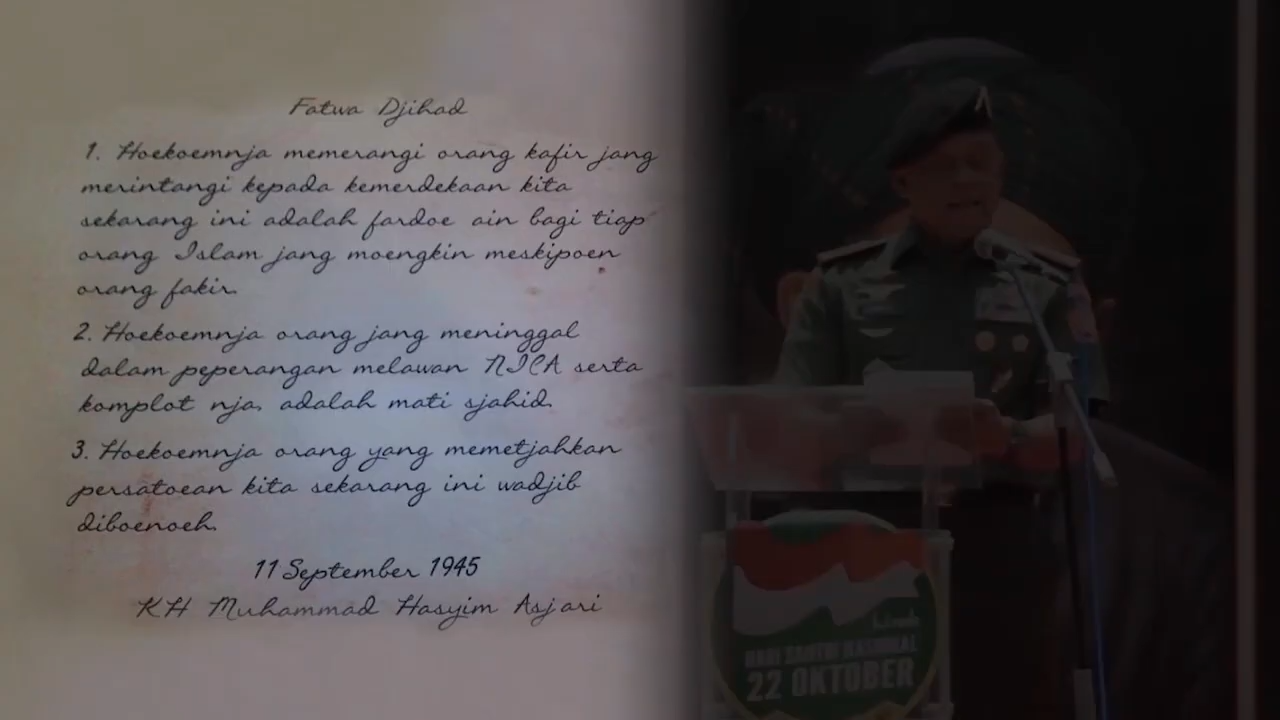 Fatwa Djihad
1. Hoekoemnja memerangi orang kafir jang
merintangi kepada kemerdekaan kita
sekarang ini adalah fardoe ain bagi tiap
orang Islam jang moengkin meskipoen
orang fakir.
2. Hoekoemnja orang jang meninggal
dalam peperangan melawan NICA serta
komplot nja, adalah mati sjahid.
3. Hoekoemnja orang yang memetjahkan
persatoean kita sekarang ini wadjib
diboenoeh.
11 September 1945
KH Muhammad Hasyim Asjari
HARI SANTRI NASIONAL
22 OKTOBER